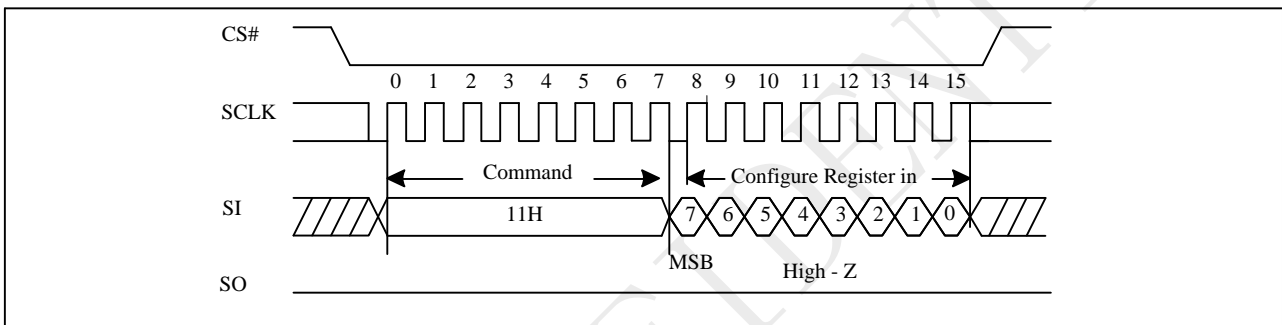 CS#
0 1 2 3 4 5 6 7 8 9 10 11 12 13 14 15
SCLK
Command
Configure Register in
SI
11H
7 6 5 4 3 2 1 0
MSB
High - Z
SO